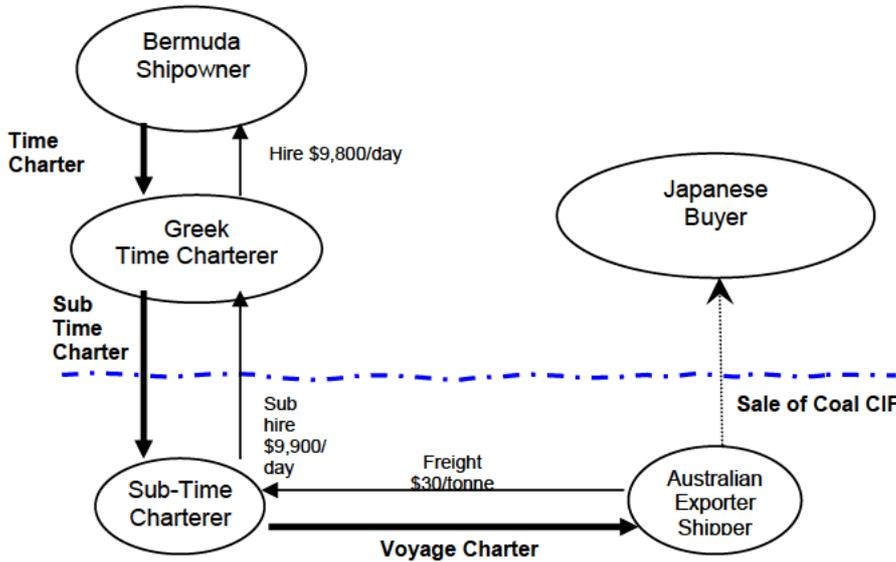 Bermuda
Shipowner
Time
Charter
Hire $9,800/day
Japanese
Buyer
Greek
Time Charterer
Sub
Time
Charter
Sale of Coal CIF
Sub
hire
$9,900/
day
Freight
$30/tonne
Sub-Time
Charterer
Australian
Exporter
Shipper
Voyage Charter